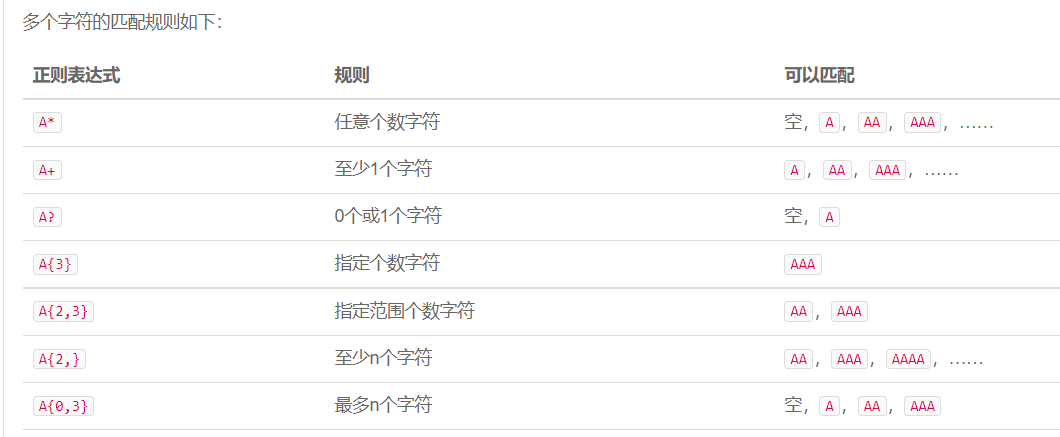 多个字符的匹配规则如下：
正则表达式 规则 可以匹配
A* 任意个数字符 空，A，AA，AAA，……
A+ 至少1个字符 A，AA，AAA，……
A? 0个或1个字符 空，A
A{3} 指定个数字符 AAA
A{2,3} 指定范围个数字符 AA，AAA
A{2,} 至少n个字符 AA，AAA，AAAA，……
A{0,3} 最多n个字符 空，A，AA，AAA